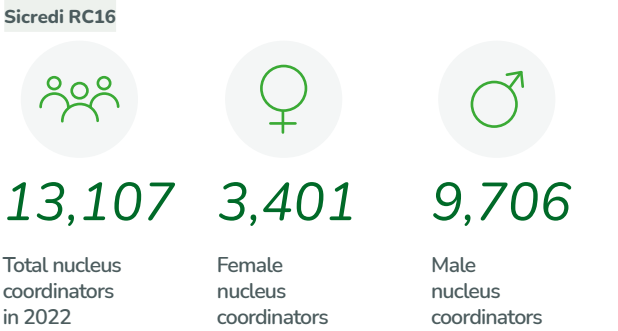 Sicredi RC16
13,107
3,401
9,706
Total nucleus
coordinators
in 2022
Female
nucleus
coordinators
Male
nucleus
coordinators